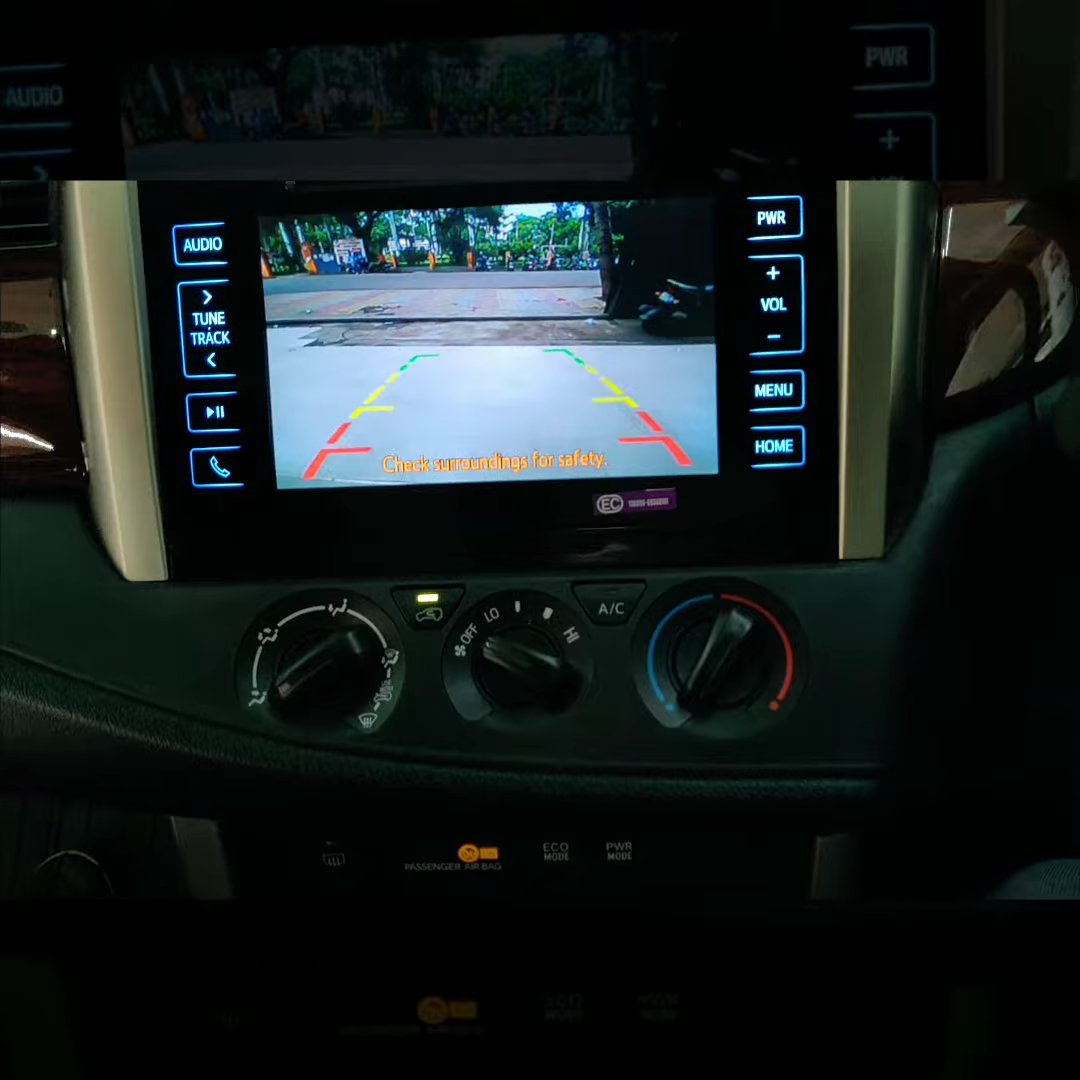 AUDIO
PWR
+
AUDIO
>
TUNE
TRACK
<
PWR
+
VOL
-
MENU
HOME
Check surroundings for safety.
EC
OFF
LO
HI
A/C
PASSENGER AIR BAG
ECO
MODE
PWR
MODE